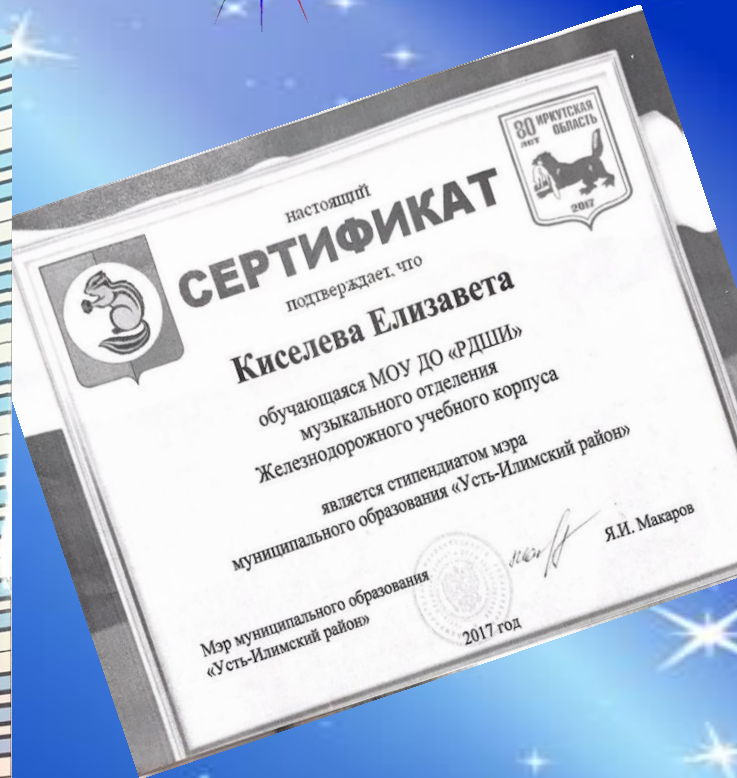 80 ИРКУТСКАЯ
ЛЕТ ОБЛАСТЬ
2017
настоящий
СЕРТИФИКАТ
подтверждает, что
Киселева Елизавета
обучающаяся МОУ ДО «РДШИ»
музыкального отделения
Железнодорожного учебного корпуса
является стипендиатом мэра
муниципального образования «Усть-Илимский район»
Мэр муниципального образования
«Усть-Илимский район»
Я.И. Макаров
2017 год